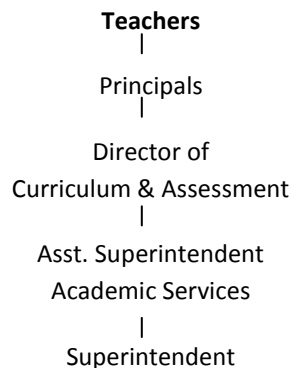 Teachers
Principals
Director of
Curriculum & Assessment
Asst. Superintendent
Academic Services
Superintendent